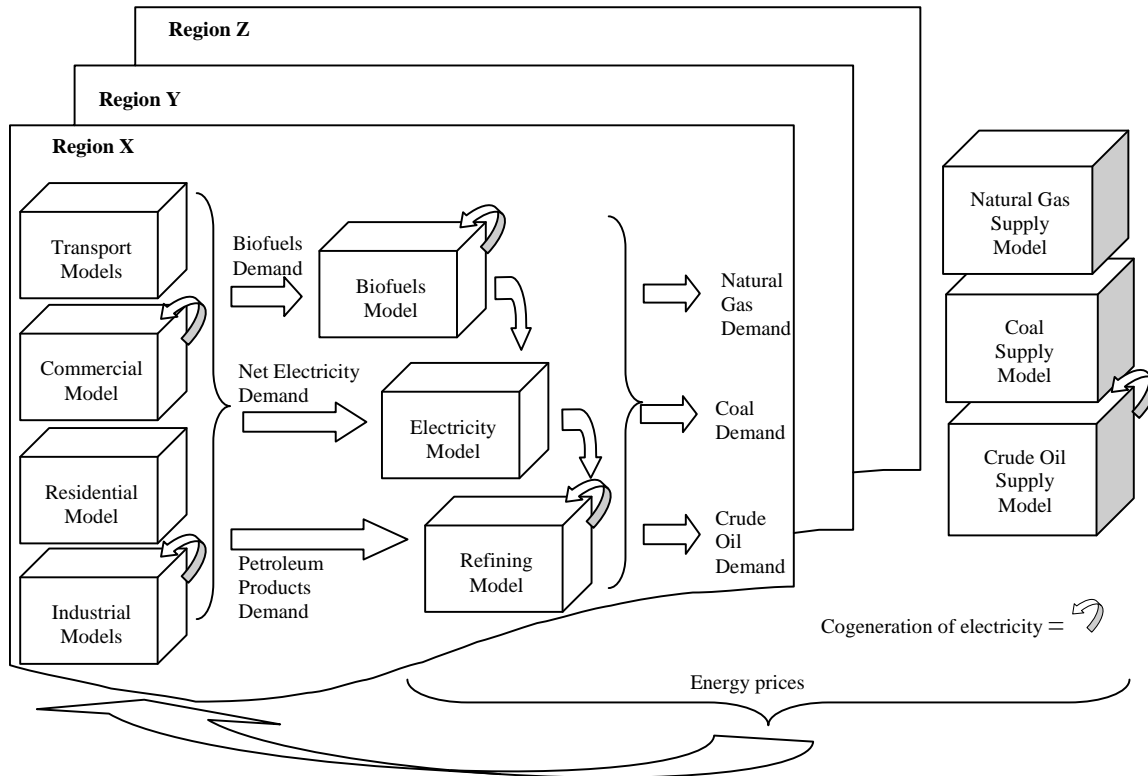 Region Z
Region Y
Region X
Transport
Models
Commercial
Model
Residential
Model
Industrial
Models
Biofuels
Demand
Net Electricity
Demand
Petroleum
Products
Demand
Biofuels
Model
Electricity
Model
Refining
Model
Natural
Gas
Demand
Coal
Demand
Crude
Oil
Demand
Natural Gas
Supply
Model
Coal
Supply
Model
Crude Oil
Supply
Model
Cogeneration of electricity =
Energy prices